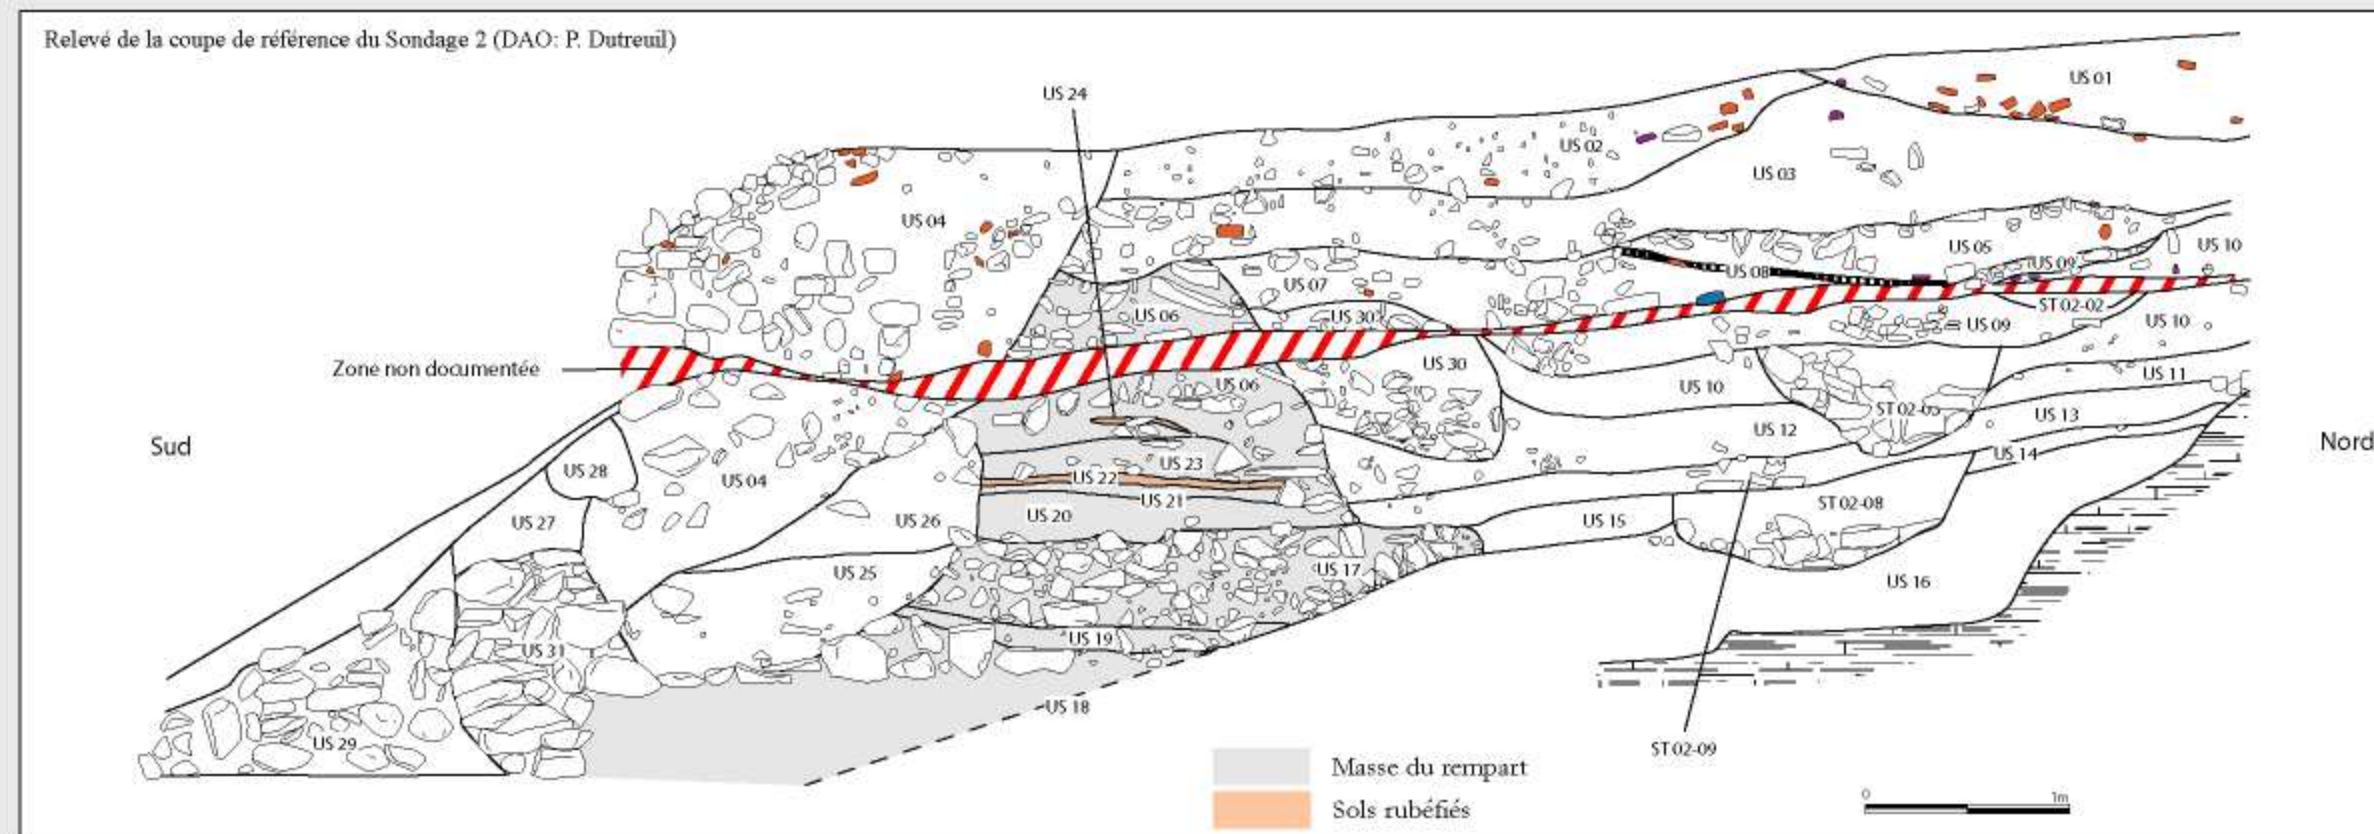 Relevé de la coupe de référence du Sondage 2 (DAO: P. Dutreuil)
US 24
US 01
US 02
US 03
US 04
US 05
US 10
US 09
US 08
US 07
US 06
US 30
ST 02-02
US 09
US 10
Zone non documentée
US 30
US 06
US 10
US 11
ST 02-05
US 13
US 12
Sud
Nord
US 28
US 04
US 23
US 22
US 21
US 14
US 27
US 26
US 20
US 15
ST 02-08
US 25
US 17
US 16
US 31
US 19
US 18
US 29
ST 02-09
Masse du rempart
Sols rubéfiés
0
1m